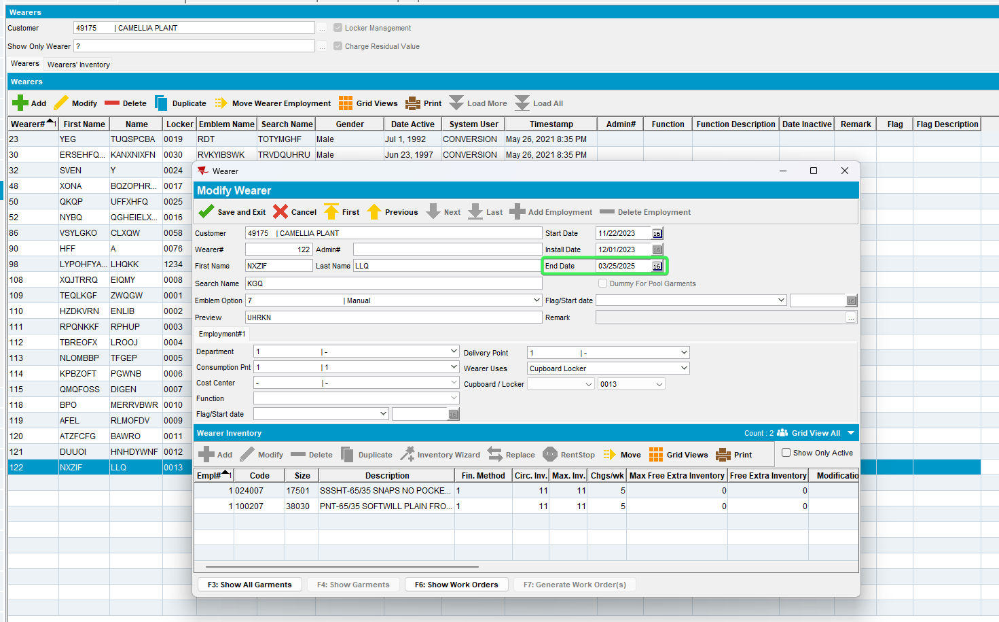 Wearers
Customer 49175 | CAMELLIA PLANT ... Locker Management
Show Only Wearer ? ... Charge Residual Value
Wearers Wearers' Inventory
Wearers
Add Modify Delete Duplicate Move Wearer Employment Grid Views Print Load More Load All
Wearer# 1 First Name Name Locker Emblem Name Search Name Gender Date Active System User Timestamp Admin# Function Function Description Date Inactive Remark Flag Flag Description
23 YEG TUQSPCBA 0019 RDT TOTYMGHF Male Jul 1, 1992 CONVERSION May 26, 2021 8:35 PM
30 ERSEHFQ... KANXNIXFN 0030 RVKYIBSWK TRVDQUHRU Male Jun 23, 1997 CONVERSION May 26, 2021 8:35 PM
32 SVEN Y 0024
48 XONA BQZOPHR... 0017
50 QKQP UFFXHFQ 0025
52 NYBQ QGHEIELX... 0016
86 VSYLGKO CLXQW 0058
90 HFF A 0076
98 LYPOHFYA... LHQKK 1234
108 XQJTRRQ EIQMY 0008
109 TEQLKGF ZWQGW 0001
110 HZDKVRN ENLIB 0002
111 RPQNKKF RPHUP 0003
112 TBREOFX LROOJ 0004
113 NLOMBBP TFGEP 0005
114 KPBZOFT PGWNB 0006
115 QMQFOSS DIGEN 0007
118 BPO MERRVBWR 0010
119 AFEL RLMOFDV 0009
120 ATZFCFG BAWRO 0011
121 DUUOI HNHDYWNF 0012
122 NXZIF LLQ 0013
Wearer
Modify Wearer
Save and Exit Cancel First Previous Next Last Add Employment Delete Employment
Customer 49175 | CAMELLIA PLANT Start Date 11/22/2023 16
Wearer# 122 Admin# Install Date 12/01/2023 16
First Name NXZIF Last Name LLQ End Date 03/25/2025 16
Search Name KGQ Dummy For Pool Garments
Emblem Option 7 | Manual Flag/Start date 16
Preview UHRKN Remark ...
Employment#1
Department 1 | - Delivery Point 1 | -
Consumption Pnt 1 | 1 Wearer Uses Cupboard Locker
Cost Center - | - Cupboard / Locker 0013
Function
Flag/Start date 16
Wearer Inventory Count : 2 Grid View All
Add Modify Delete Duplicate Inventory Wizard Replace RentStop Move Grid Views Print Show Only Active
Empl# 1 Code Size Description Fin. Method Circ. Inv. Max. Inv. Chgs/wk Max Free Extra Inventory Free Extra Inventory Modificatio
1 024007 17501 SSSHT-65/35 SNAPS NO POCKE... 1 11 11 5 0 0
1 100207 38030 PNT-65/35 SOFTWILL PLAIN FRO... 1 11 11 5 0 0
F3: Show All Garments F4: Show Garments F6: Show Work Orders F7: Generate Work Order(s)